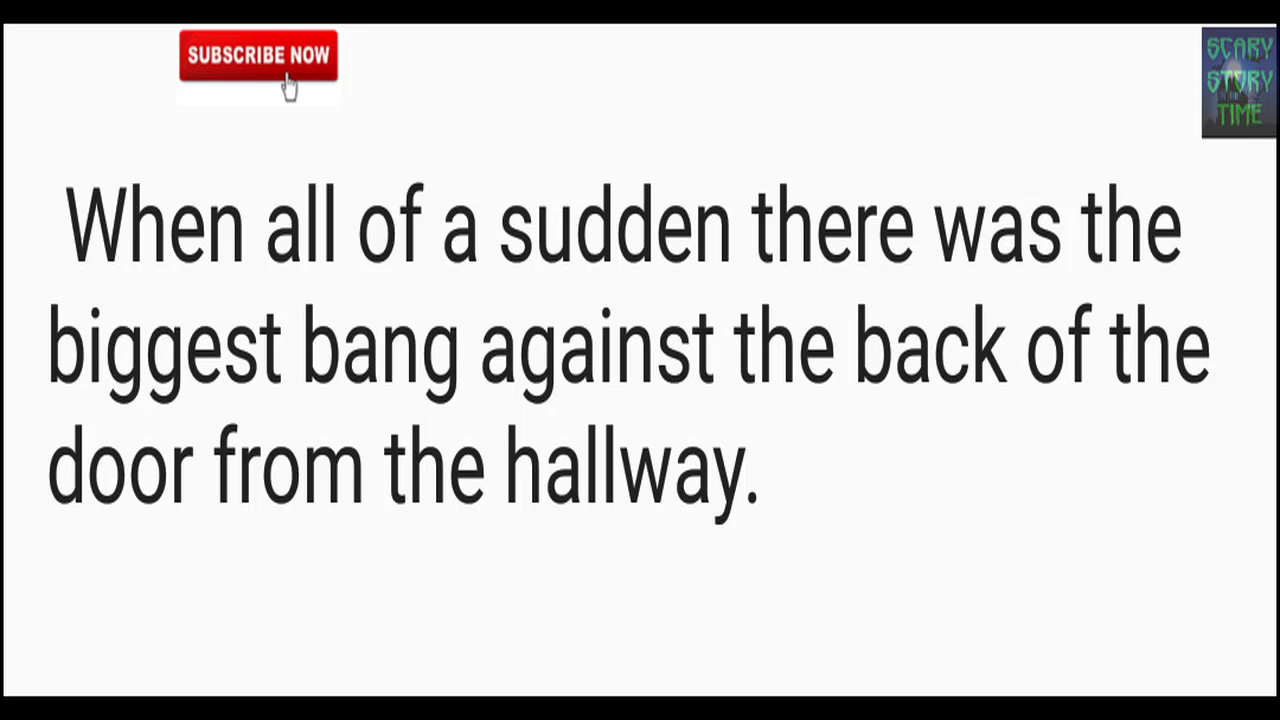 SUBSCRIBE NOW
SCARY
STORY
TIME
When all of a sudden there was the
biggest bang against the back of the
door from the hallway.